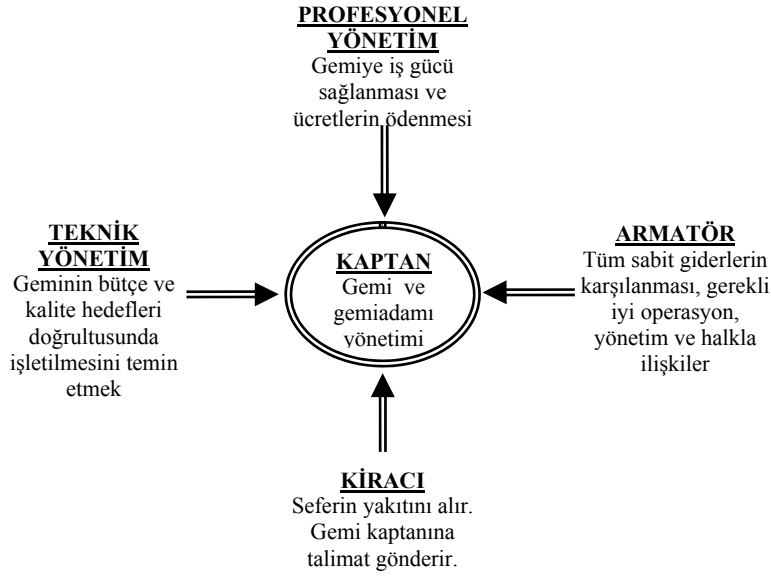 PROFESYONEL
YÖNETİM
Gemiye iş gücü
sağlanması ve
ücretlerin ödenmesi
TEKNİK
YÖNETİM
Geminin bütçe ve
kalite hedefleri
doğrultusunda
işletilmesini temin
etmek
KAPTAN
Gemi ve
gemiadamı
yönetimi
ARMATÖR
Tüm sabit giderlerin
karşılanması, gerekli
iyi operasyon,
yönetim ve halkla
ilişkiler
KİRACI
Seferin yakıtını alır.
Gemi kaptanına
talimat gönderir.